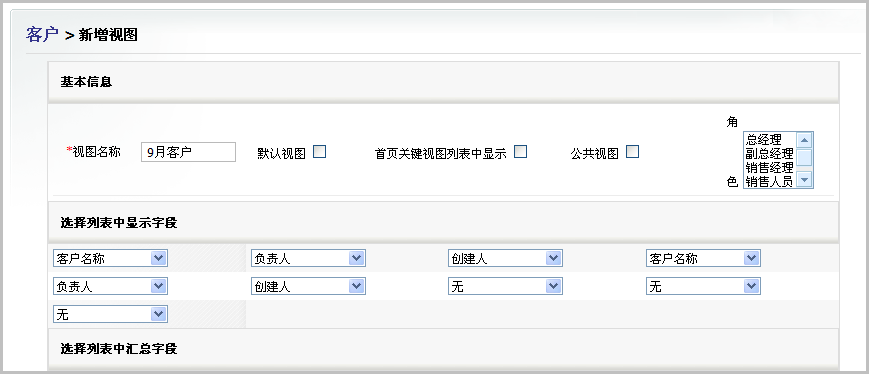 客户 > 新增视图
基本信息
*视图名称 9月客户 默认视图 首页关键视图列表中显示 公共视图 角色
总经理
副总经理
销售经理
销售人员
选择列表中显示字段
客户名称 负责人 创建人 客户名称
负责人 创建人 无 无
无
选择列表中汇总字段